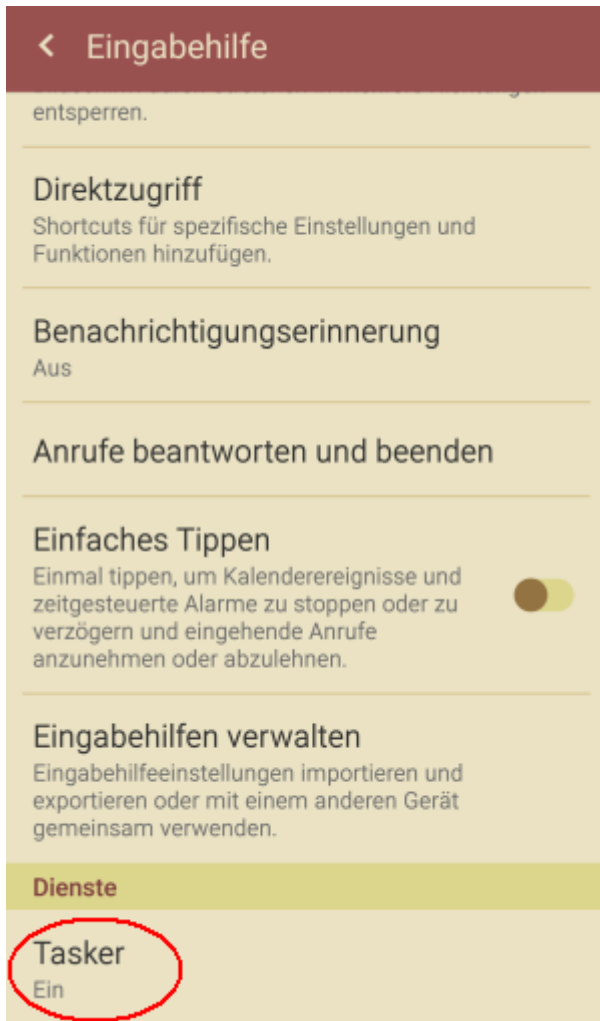 Eingabehilfe
entsperren.
Direktzugriff
Shortcuts für spezifische Einstellungen und
Funktionen hinzufügen.
Benachrichtigungserinnerung
Aus
Anrufe beantworten und beenden
Einfaches Tippen
Einmal tippen, um Kalenderereignisse und
zeitgesteuerte Alarme zu stoppen oder zu
verzögern und eingehende Anrufe
anzunehmen oder abzulehnen.
Eingabehilfen verwalten
Eingabehilfeeinstellungen importieren und
exportieren oder mit einem anderen Gerät
gemeinsam verwenden.
Dienste
Tasker
Ein